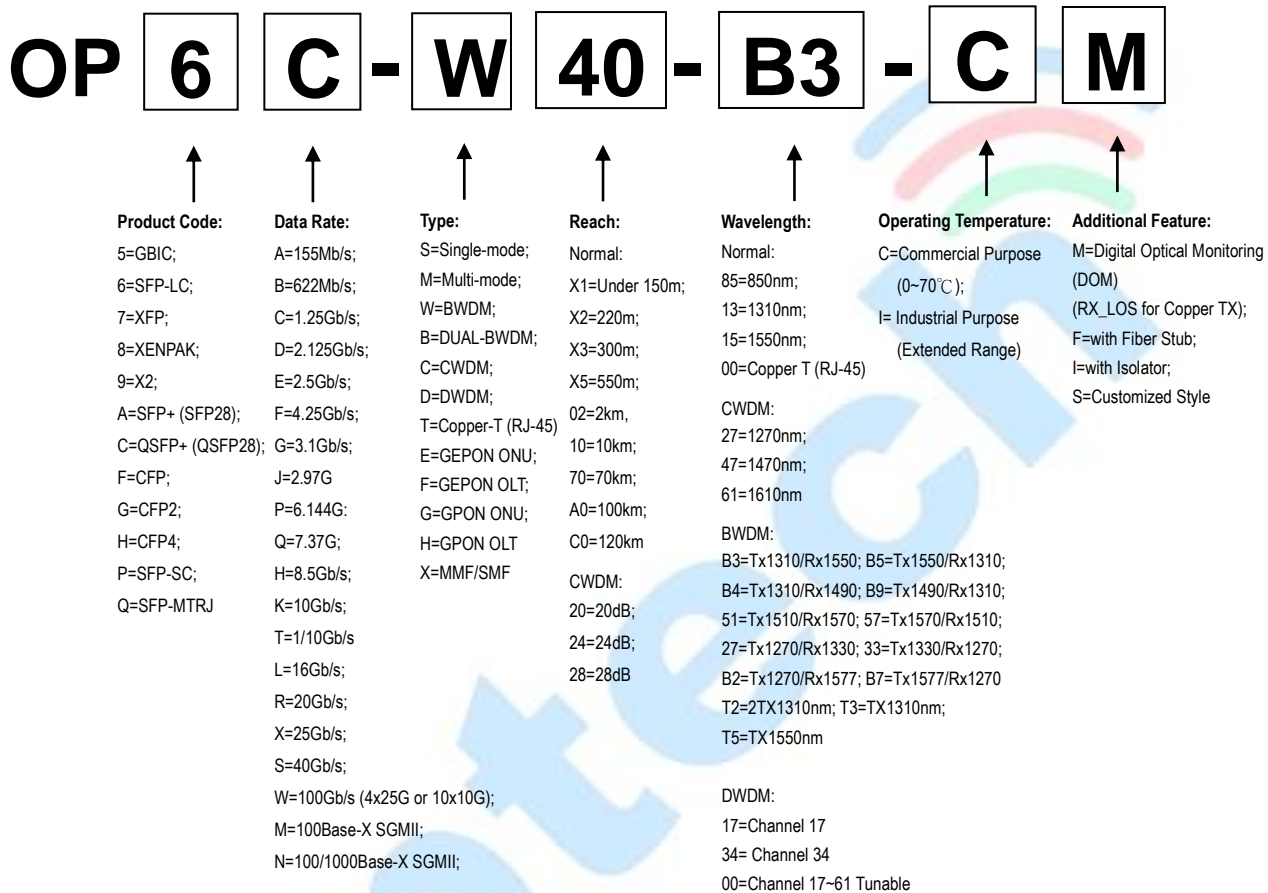 OP 6 C - W 40 - B3 - C M
Product Code:
5=GBIC;
6=SFP-LC;
7=XFP;
8=XENPAK;
9=X2;
A=SFP+ (SFP28);
C=QSFP+ (QSFP28);
F=CFP;
G=CFP2;
H=CFP4;
P=SFP-SC;
Q=SFP-MTRJ
Data Rate:
A=155Mb/s;
B=622Mb/s;
C=1.25Gb/s;
D=2.125Gb/s;
E=2.5Gb/s;
F=4.25Gb/s;
G=3.1Gb/s;
J=2.97G
P=6.144G:
Q=7.37G;
H=8.5Gb/s;
K=10Gb/s;
T=1/10Gb/s
L=16Gb/s;
R=20Gb/s;
X=25Gb/s;
S=40Gb/s;
W=100Gb/s (4x25G or 10x10G);
M=100Base-X SGMII;
N=100/1000Base-X SGMII;
Type:
S=Single-mode;
M=Multi-mode;
W=BWDM;
B=DUAL-BWDM;
C=CWDM;
D=DWDM;
T=Copper-T (RJ-45)
E=GEPON ONU;
F=GEPON OLT;
G=GPON ONU;
H=GPON OLT
X=MMF/SMF
Reach:
Normal:
X1=Under 150m;
X2=220m;
X3=300m;
X5=550m;
02=2km,
10=10km;
70=70km;
A0=100km;
C0=120km
CWDM:
20=20dB;
24=24dB;
28=28dB
Wavelength:
Normal:
85=850nm;
13=1310nm;
15=1550nm;
00=Copper T (RJ-45)
CWDM:
27=1270nm;
47=1470nm;
61=1610nm
BWDM:
B3=Tx1310/Rx1550; B5=Tx1550/Rx1310;
B4=Tx1310/Rx1490; B9=Tx1490/Rx1310;
51=Tx1510/Rx1570; 57=Tx1570/Rx1510;
27=Tx1270/Rx1330; 33=Tx1330/Rx1270;
B2=Tx1270/Rx1577; B7=Tx1577/Rx1270
T2=2TX1310nm; T3=TX1310nm;
T5=TX1550nm
DWDM:
17=Channel 17
34= Channel 34
00=Channel 17~61 Tunable
Operating Temperature:
C=Commercial Purpose
(0~70℃);
I= Industrial Purpose
(Extended Range)
Additional Feature:
M=Digital Optical Monitoring
(DOM)
(RX_LOS for Copper TX);
F=with Fiber Stub;
I=with Isolator;
S=Customized Style